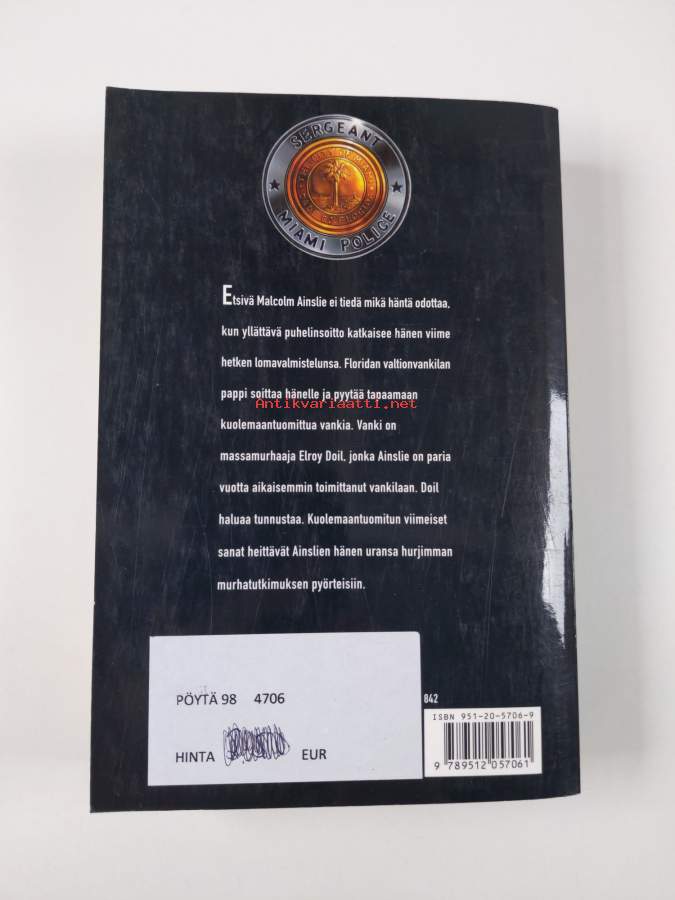 SERGEANT
MIAMI POLICE
Etsivä Malcolm Ainslie ei tiedä mikä häntä odottaa,
kun yllättävä puhelinsoitto katkaisee hänen viime
hetken lomavalmistelunsa. Floridan valtionvankilan
pappi soittaa hänelle ja pyytää tapaamaan
Antikvariaatti.net
kuolemaantuomittua vankia. Vanki on
massamurhaaja Elroy Doil, jonka Ainslie on paria
vuotta aikaisemmin toimittanut vankilaan. Doil
haluaa tunnustaa. Kuolemaantuomitun viimeiset
sanat heittävät Ainslien hänen uransa hurjimman
murhatutkimuksen pyörteisiin.
PÖYTÄ 98 4706
HINTA EUR
842
ISBN 951-20-5706-9
9 789512 057061